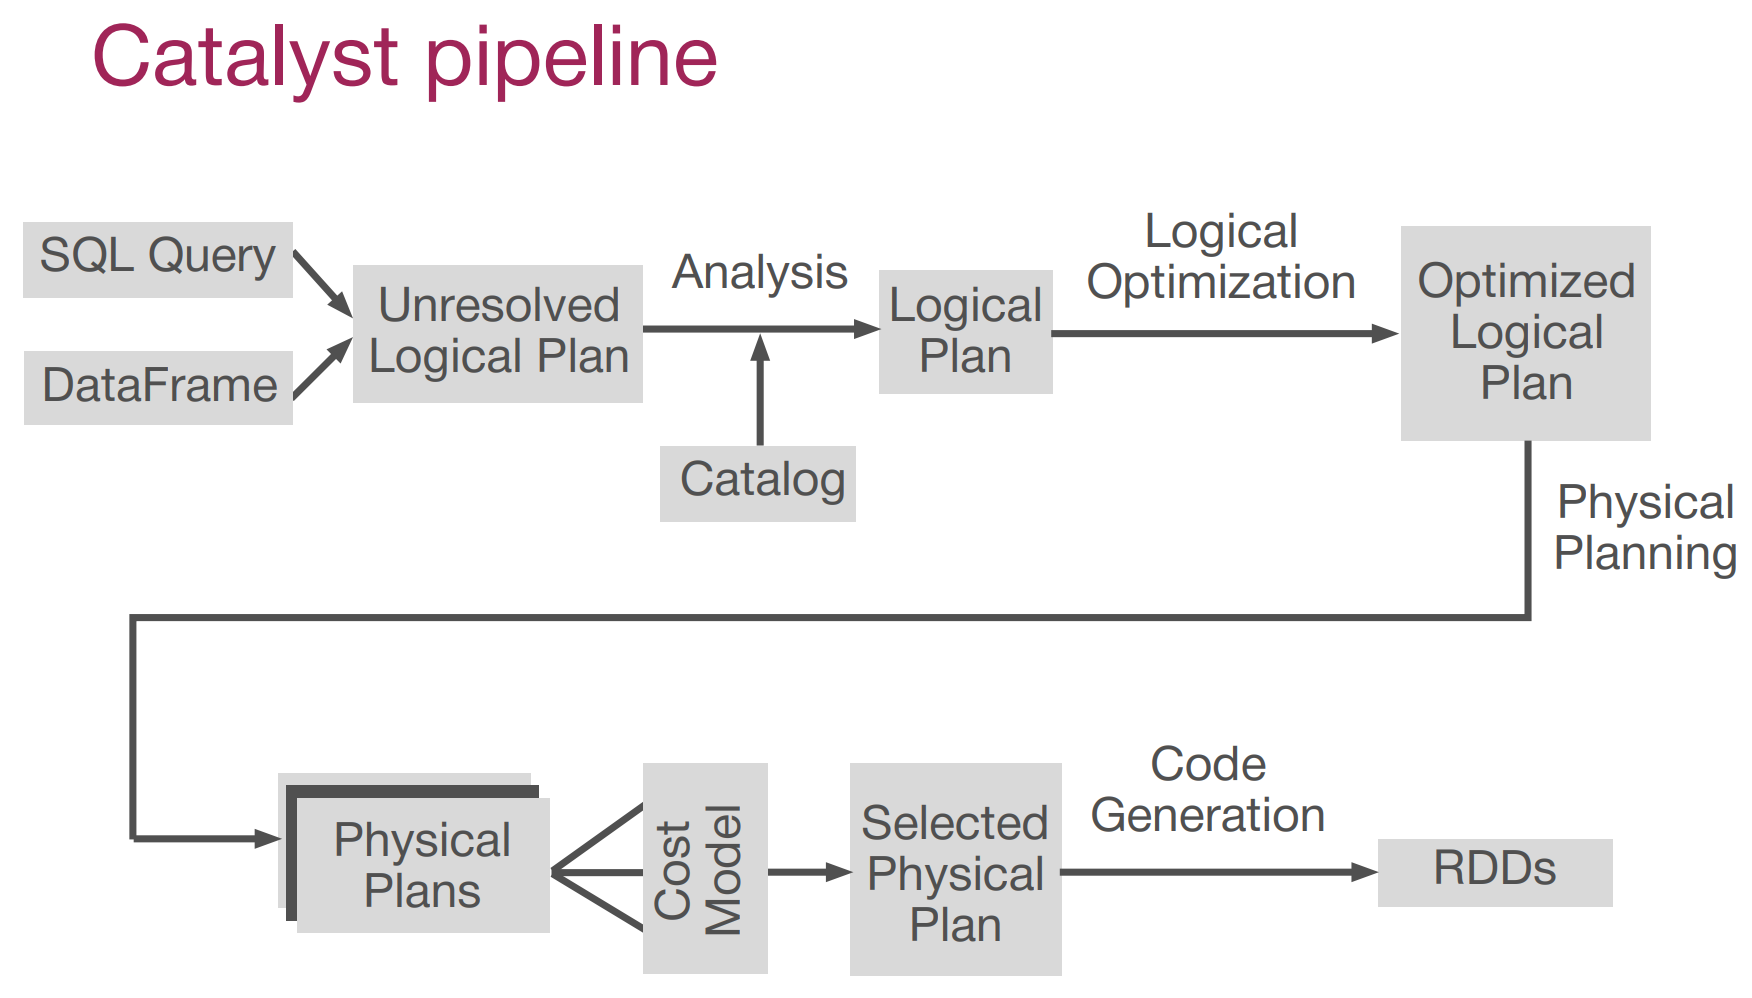 Catalyst pipeline
SQL Query
DataFrame
Unresolved
Logical Plan
Analysis
Catalog
Logical
Plan
Logical
Optimization
Optimized
Logical
Plan
Physical
Planning
Physical
Plans
Cost
Model
Selected
Physical
Plan
Code
Generation
RDDs